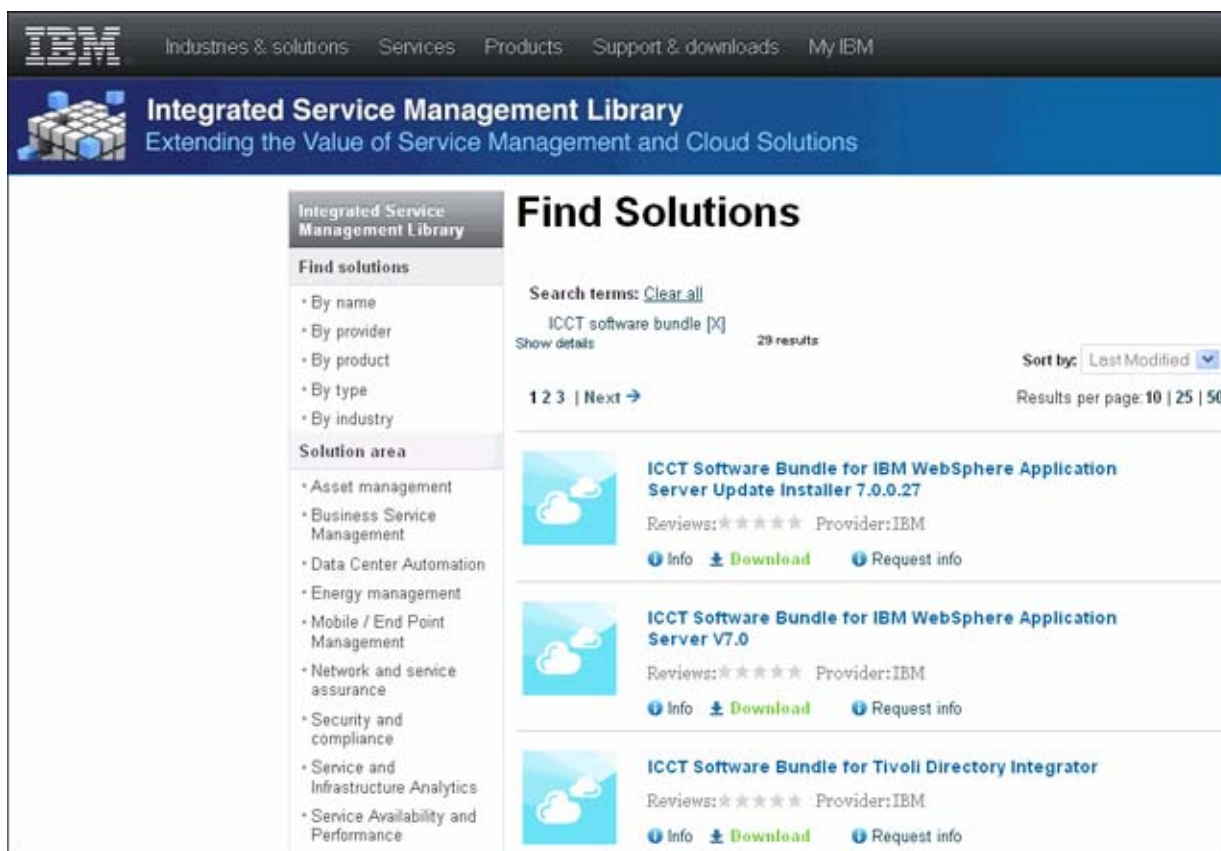 IBM Industries & solutions Services Products Support & downloads My IBM
Integrated Service Management Library
Extending the Value of Service Management and Cloud Solutions
Integrated Service
Management Library
Find solutions
By name
By provider
By product
By type
By industry
Solution area
Asset management
Business Service
Management
Data Center Automation
Energy management
Mobile / End Point
Management
Network and service
assurance
Security and
compliance
Service and
Infrastructure Analytics
Service Availability and
Performance
Find Solutions
Search terms: Clear all
ICCT software bundle [X]
Show details 29 results
Sort by: Last Modified
1 2 3 | Next → Results per page: 10 | 25 | 50
ICCT Software Bundle for IBM WebSphere Application
Server Update Installer 7.0.0.27
Reviews: Provider:IBM
Info Download Request info
ICCT Software Bundle for IBM WebSphere Application
Server V7.0
Reviews: Provider:IBM
Info Download Request info
ICCT Software Bundle for Tivoli Directory Integrator
Reviews: Provider:IBM
Info Download Request info